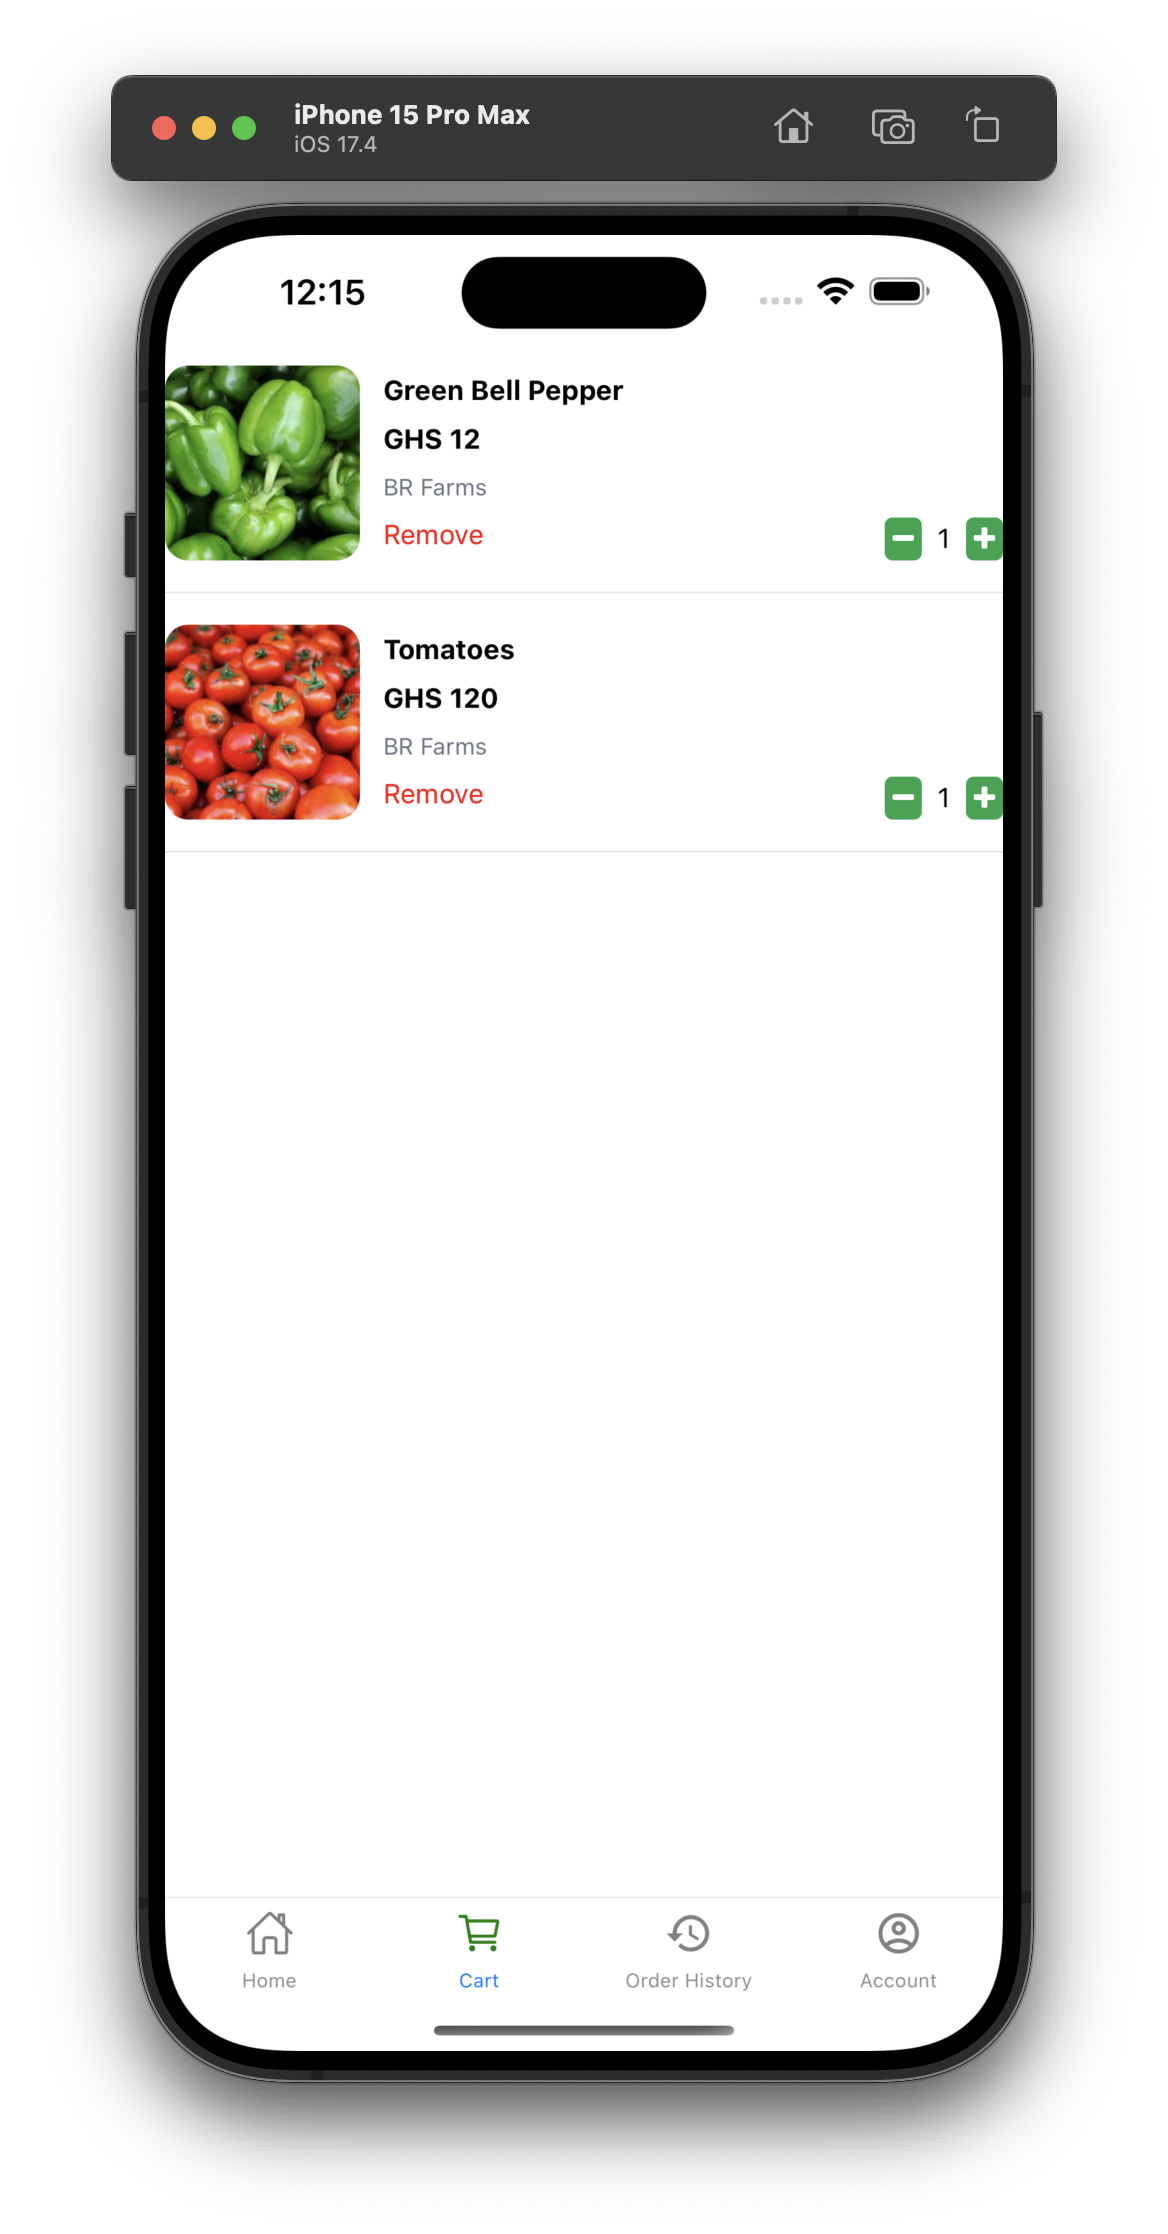 iPhone 15 Pro Max
iOS 17.4
12:15
Green Bell Pepper
GHS 12
BR Farms
Remove
1
Tomatoes
GHS 120
BR Farms
Remove
1
Home
Cart
Order History
Account